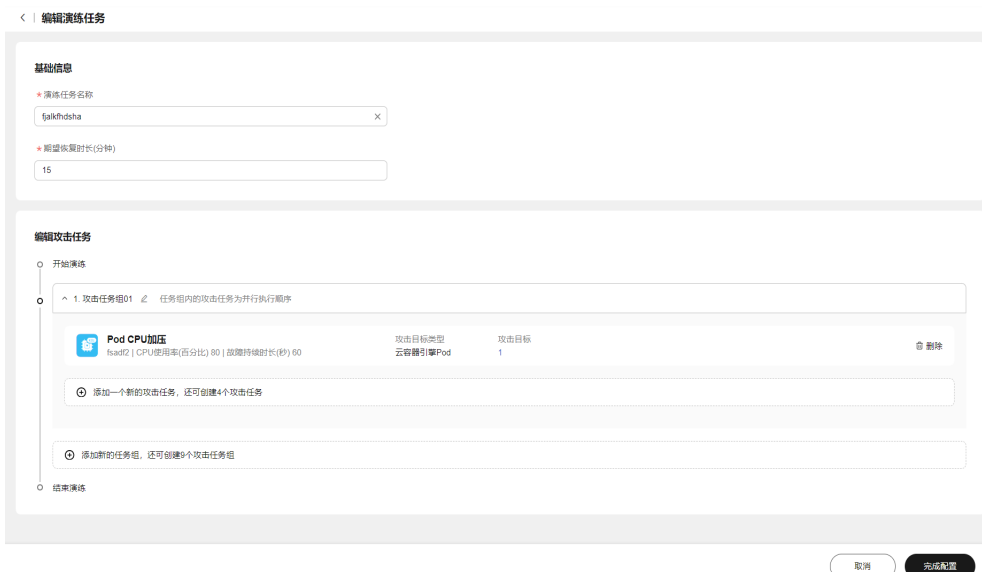 编辑演练任务
基础信息
*演练任务名称
fjalkfhdsha
*期望恢复时长(分钟)
15
编辑攻击任务
开始演练
1. 攻击任务组01 任务组内的攻击任务为并行执行顺序
Pod CPU加压 攻击目标类型 攻击目标
fsadf2 | CPU使用率(百分比) 80 | 故障持续时长(秒) 60 云容器引擎Pod 1 删除
添加一个新的攻击任务，还可创建4个攻击任务
添加新的任务组，还可创建9个攻击任务组
结束演练
取消 完成配置